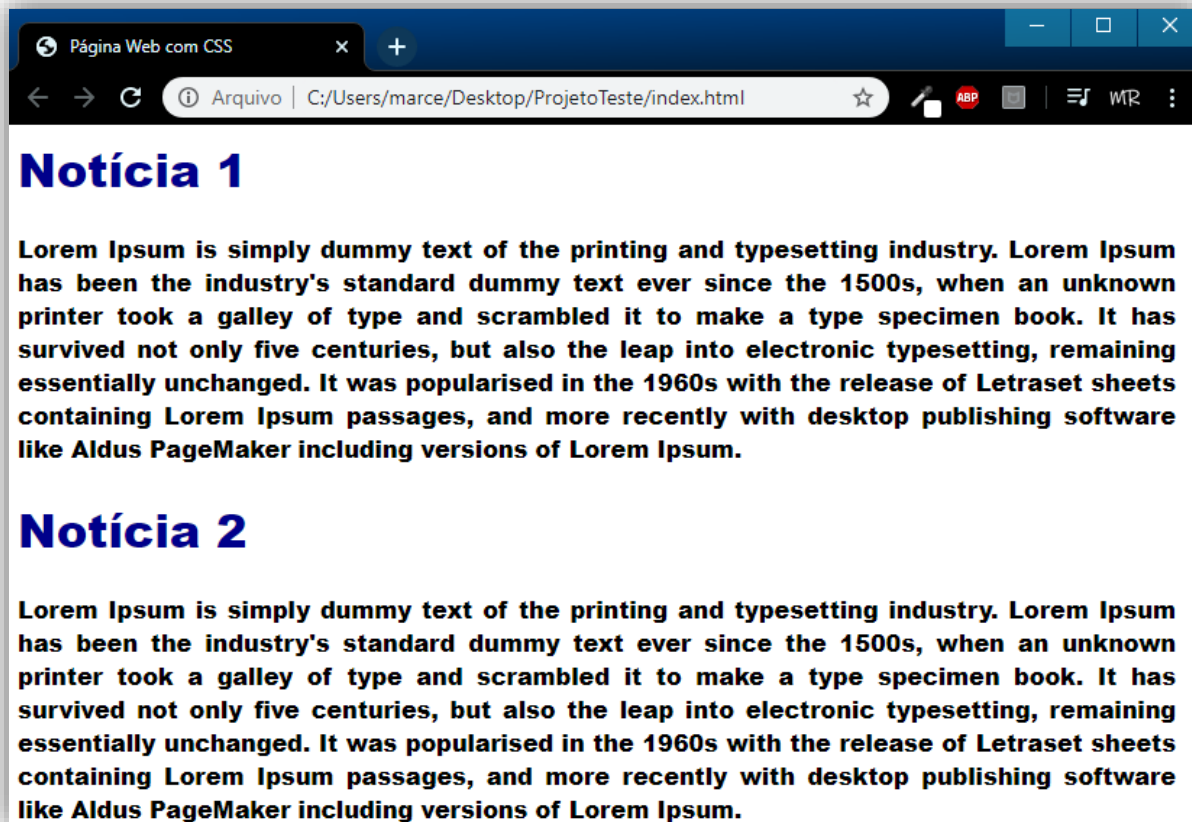 Página Web com CSS
Arquivo | C:/Users/marce/Desktop/ProjetoTeste/index.html
ABP
MR
Notícia 1
Lorem Ipsum is simply dummy text of the printing and typesetting industry. Lorem Ipsum
has been the industry's standard dummy text ever since the 1500s, when an unknown
printer took a galley of type and scrambled it to make a type specimen book. It has
survived not only five centuries, but also the leap into electronic typesetting, remaining
essentially unchanged. It was popularised in the 1960s with the release of Letraset sheets
containing Lorem Ipsum passages, and more recently with desktop publishing software
like Aldus PageMaker including versions of Lorem Ipsum.
Notícia 2
Lorem Ipsum is simply dummy text of the printing and typesetting industry. Lorem Ipsum
has been the industry's standard dummy text ever since the 1500s, when an unknown
printer took a galley of type and scrambled it to make a type specimen book. It has
survived not only five centuries, but also the leap into electronic typesetting, remaining
essentially unchanged. It was popularised in the 1960s with the release of Letraset sheets
containing Lorem Ipsum passages, and more recently with desktop publishing software
like Aldus PageMaker including versions of Lorem Ipsum.